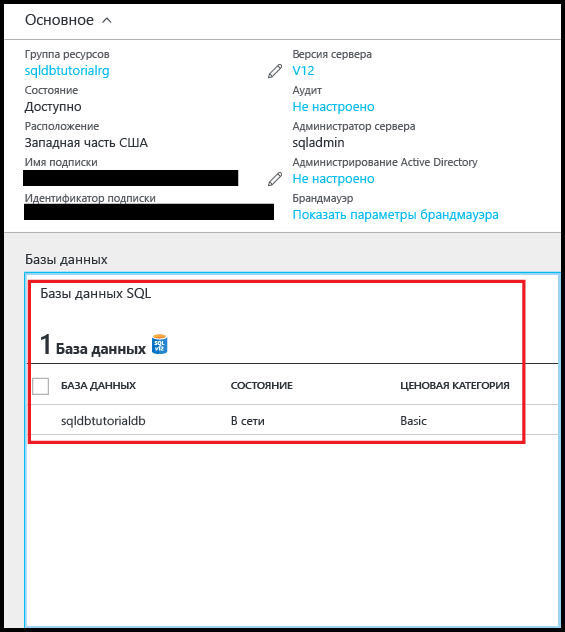 Основное
Группа ресурсов
sqldbtutorialrg
Состояние
Доступно
Расположение
Западная часть США
Имя подписки
Идентификатор подписки
Версия сервера
V12
Аудит
Не настроено
Администратор сервера
sqladmin
Администрирование Active Directory
Не настроено
Брандмауэр
Показать параметры брандмауэра
Базы данных
Базы данных SQL
1 База данных SQL V12
БАЗА ДАННЫХ СОСТОЯНИЕ ЦЕНОВАЯ КАТЕГОРИЯ
sqldbtutorialdb В сети Basic